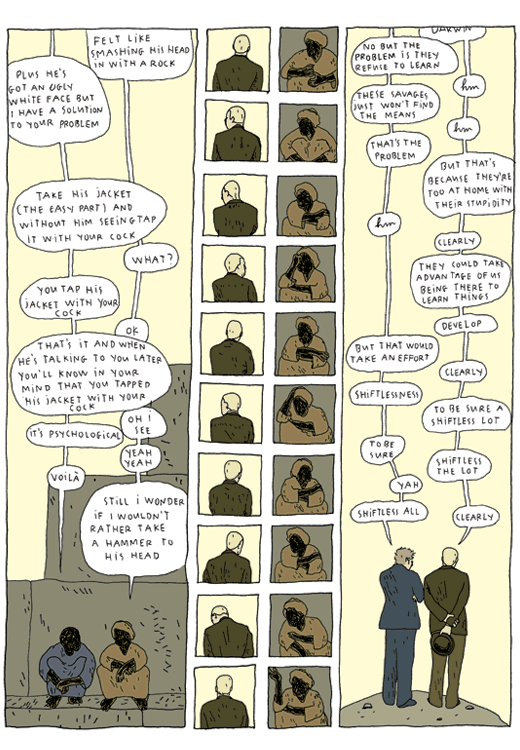 FELT LIKE
SMASHING HIS HEAD
IN WITH A ROCK
PLUS HE'S
GOT AN UGLY
WHITE FACE BUT
I HAVE A SOLUTION
TO YOUR PROBLEM
TAKE HIS JACKET
(THE EASY PART) AND
WITHOUT HIM SEEING TAP
IT WITH YOUR COCK
WHAT?
YOU TAP HIS
JACKET WITH YOUR
COCK
OK
THAT'S IT AND WHEN
HE'S TALKING TO YOU LATER
YOU'LL KNOW IN YOUR
MIND THAT YOU TAPPED
HIS JACKET WITH YOUR
COCK
OH I
SEE
IT'S PSYCHOLOGICAL
YEAH
YEAH
VOILÀ
STILL I WONDER
IF I WOULDN'T
RATHER TAKE
A HAMMER TO
HIS HEAD
DARWIN
NO BUT THE
PROBLEM IS THEY
REFUSE TO LEARN
hm
THESE SAVAGES
JUST WON'T FIND
THE MEANS
hm
THAT'S THE
PROBLEM
BUT THAT'S
BECAUSE THEY'RE
TOO AT HOME WITH
THEIR STUPIDITY
hm
CLEARLY
THEY COULD TAKE
ADVANTAGE OF US
BEING THERE TO
LEARN THINGS
DEVELOP
BUT THAT WOULD
TAKE AN EFFORT
CLEARLY
SHIFTLESSNESS
TO BE SURE A
SHIFTLESS LOT
TO BE
SURE
SHIFTLESS
THE LOT
YAH
SHIFTLESS ALL
CLEARLY